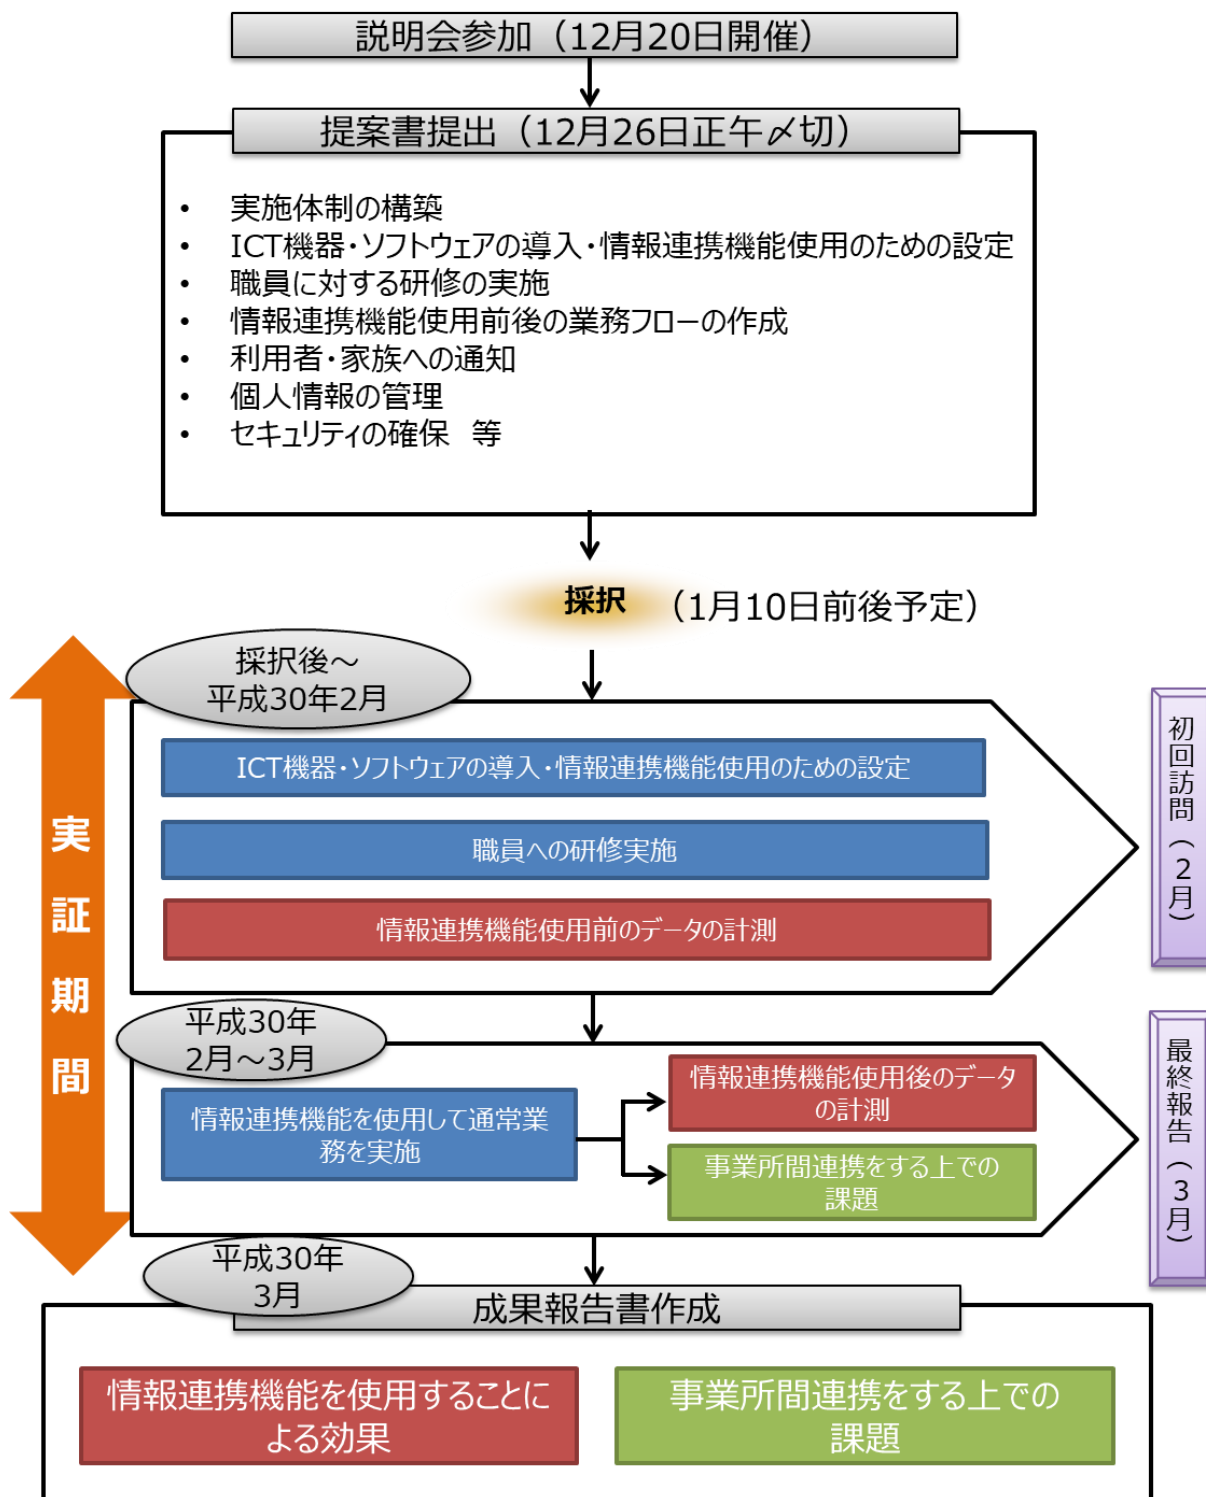 説明会参加（12月20日開催）
提案書提出（12月26日正午〆切）
• 実施体制の構築
• ICT機器・ソフトウェアの導入・情報連携機能使用のための設定
• 職員に対する研修の実施
• 情報連携機能使用前後の業務フローの作成
• 利用者・家族への通知
• 個人情報の管理
• セキュリティの確保　等
採択（1月10日前後予定）
採択後～
平成30年2月
実証期間
ICT機器・ソフトウェアの導入・情報連携機能使用のための設定
職員への研修実施
情報連携機能使用前のデータの計測
初回訪問（2月）
平成30年
2月～3月
情報連携機能を使用して通常業
務を実施
情報連携機能使用後のデータ
の計測
事業所間連携をする上での
課題
最終報告（3月）
平成30年
3月
成果報告書作成
情報連携機能を使用することに
よる効果
事業所間連携をする上での
課題